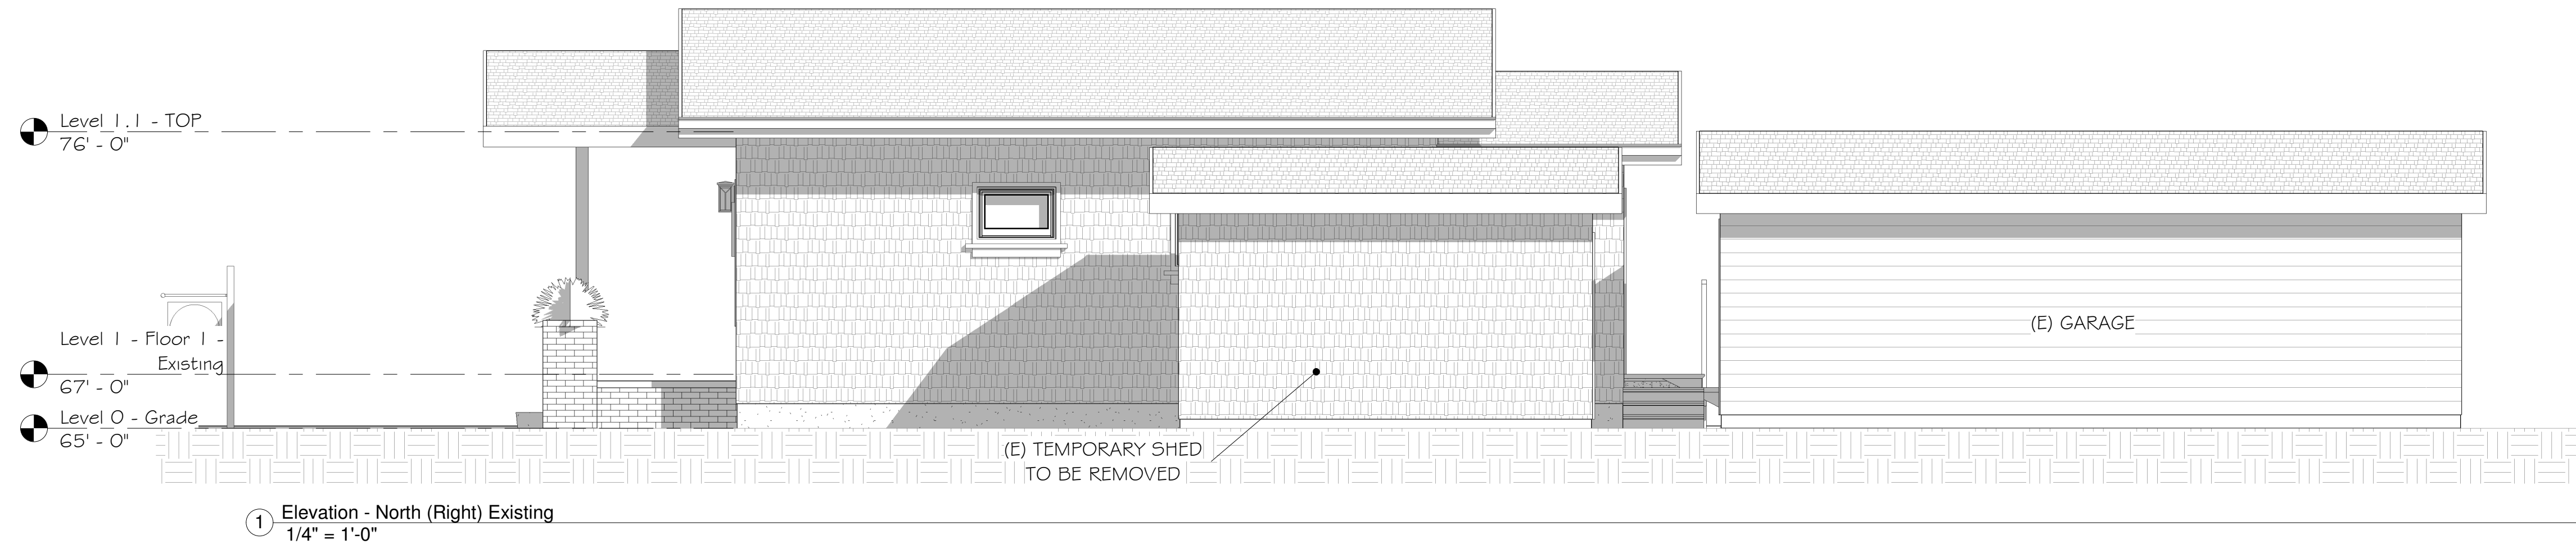 Level 1.1 - TOP
76' - 0"
Level 1 - Floor 1 -
Existing
67' - 0"
Level 0 - Grade
65' - 0"
(E) GARAGE
(E) TEMPORARY SHED
TO BE REMOVED
1
Elevation - North (Right) Existing
1/4" = 1'-0"